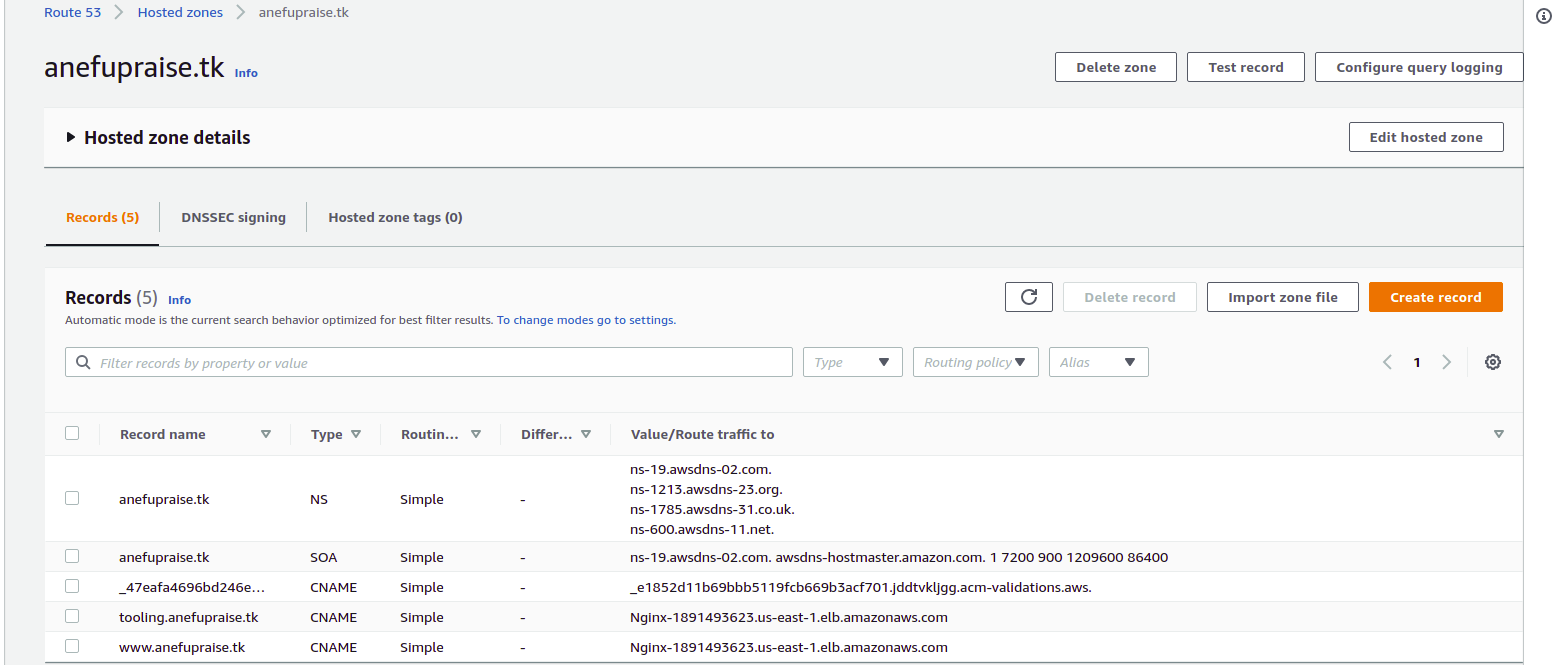 Route 53 > Hosted zones > anefupraise.tk
anefupraise.tk Info
Delete zone Test record Configure query logging
Hosted zone details
Edit hosted zone
Records (5) DNSSEC signing Hosted zone tags (0)
Records (5) Info
Delete record Import zone file Create record
Automatic mode is the current search behavior optimized for best filter results. To change modes go to settings.
Filter records by property or value Type Routing policy Alias 1
Record name Type Routin... Differ... Value/Route traffic to
ns-19.awsdns-02.com.
ns-1213.awsdns-23.org.
anefupraise.tk NS Simple -
ns-1785.awsdns-31.co.uk.
ns-600.awsdns-11.net.
anefupraise.tk SOA Simple - ns-19.awsdns-02.com. awsdns-hostmaster.amazon.com. 1 7200 900 1209600 86400
_47eafa4696bd246e... CNAME Simple - _e1852d11b69bbb5119fcb669b3acf701.jddtvkljgg.acm-validations.aws.
tooling.anefupraise.tk CNAME Simple - Nginx-1891493623.us-east-1.elb.amazonaws.com
www.anefupraise.tk CNAME Simple - Nginx-1891493623.us-east-1.elb.amazonaws.com